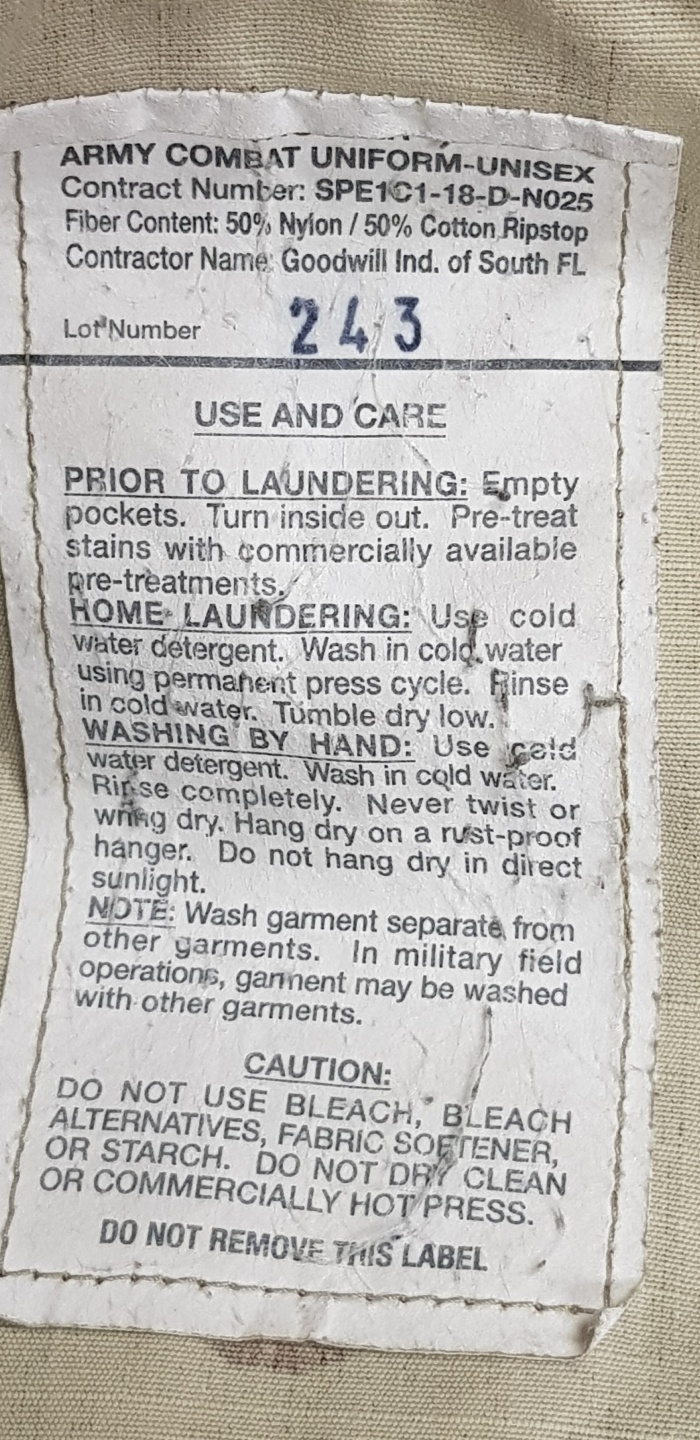 ARMY COMBAT UNIFORM-UNISEX
Contract Number: SPE1C1-18-D-N025
Fiber Content: 50% Nylon / 50% Cotton Ripstop
Contractor Name: Goodwill Ind. of South FL
Lot Number 243
USE AND CARE
PRIOR TO LAUNDERING: Empty
pockets. Turn inside out. Pre-treat
stains with commercially available
pre-treatments.
HOME LAUNDERING: Use cold
water detergent. Wash in cold water
using permanent press cycle. Rinse
in cold water. Tumble dry low.
WASHING BY HAND: Use cold
water detergent. Wash in cold water.
Rinse completely. Never twist or
wring dry. Hang dry on a rust-proof
hanger. Do not hang dry in direct
sunlight.
NOTE: Wash garment separate from
other garments. In military field
operations, garment may be washed
with other garments.
CAUTION:
DO NOT USE BLEACH, BLEACH
ALTERNATIVES, FABRIC SOFTENER,
OR STARCH. DO NOT DRY CLEAN
OR COMMERCIALLY HOT PRESS.
DO NOT REMOVE THIS LABEL